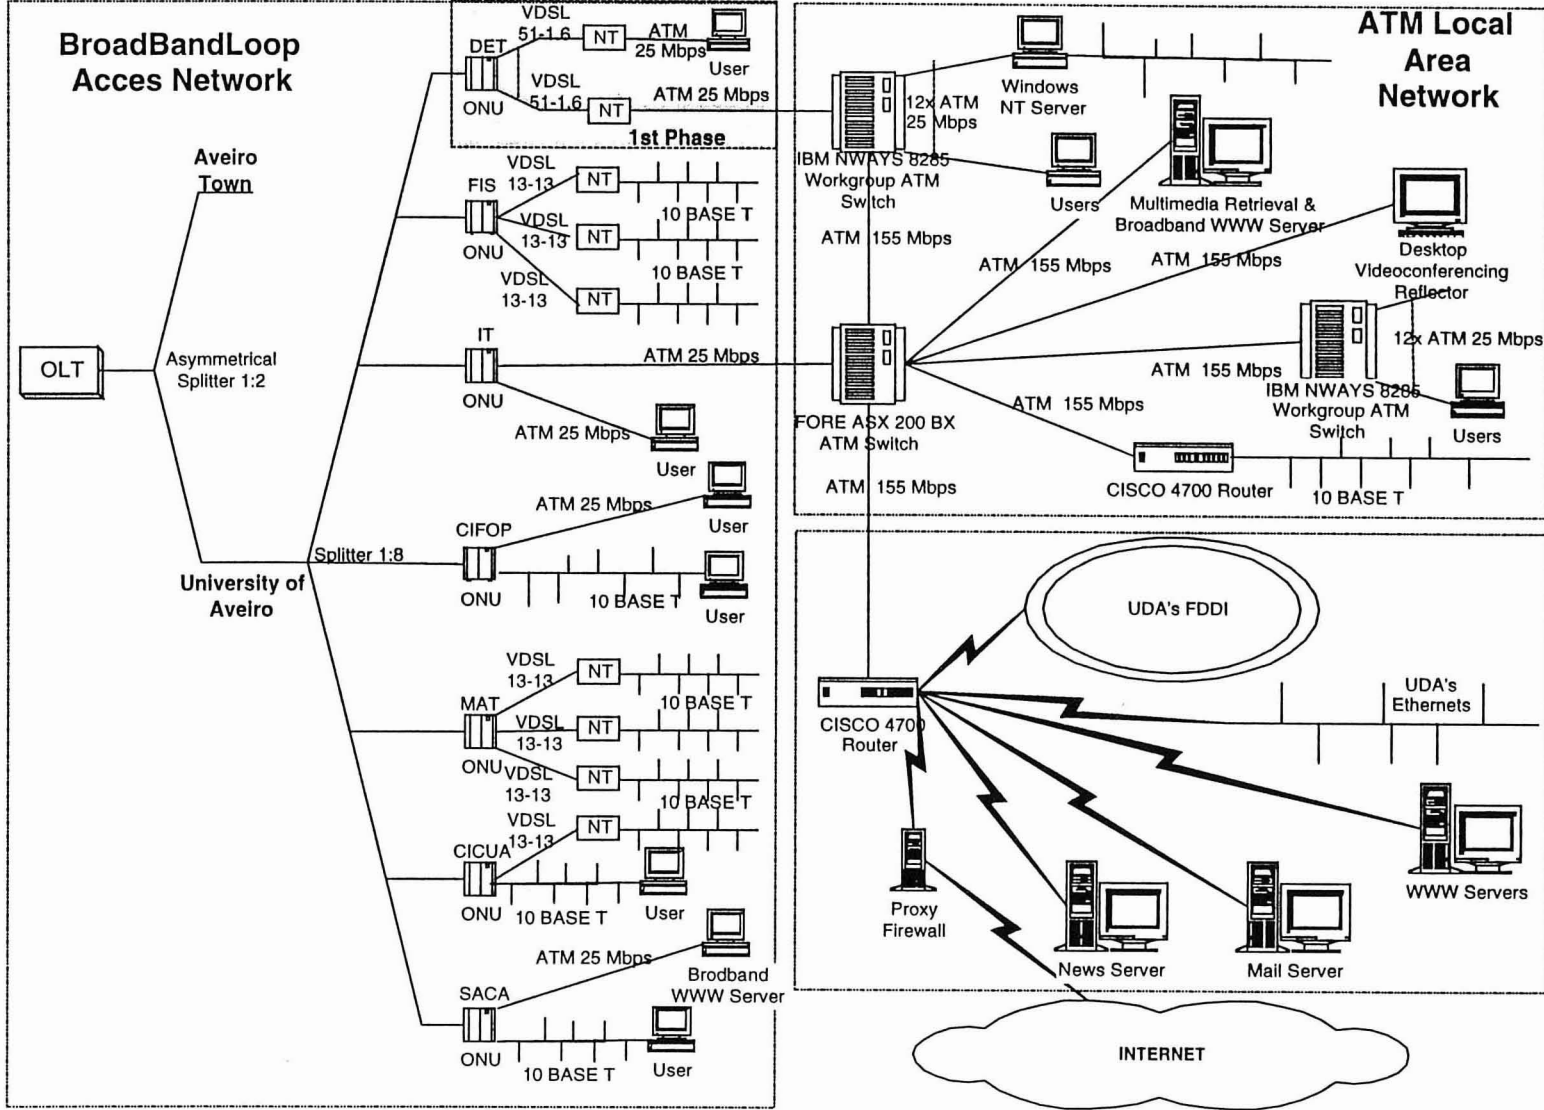 BroadBandLoop
Acces Network
Aveiro
Town
OLT
Asymmetrical
Splitter 1:2
University of
Aveiro
Splitter 1:8
DET
ONU
VDSL
51-1.6
NT
ATM
25 Mbps
User
VDSL
51-1.6
NT
ATM 25 Mbps
1st Phase
FIS
ONU
VDSL
13-13
NT
10 BASE T
VDSL
13-13
NT
10 BASE T
VDSL
13-13
NT
IT
ONU
ATM 25 Mbps
ATM 25 Mbps
User
CIFOP
ONU
ATM 25 Mbps
User
10 BASE T
User
MAT
ONU
VDSL
13-13
NT
10 BASE T
VDSL
13-13
NT
VDSL
13-13
NT
10 BASE T
CICUA
ONU
VDSL
13-13
NT
10 BASE T
User
SACA
ONU
ATM 25 Mbps
Brodband
WWW Server
10 BASE T
User
ATM Local
Area
Network
12x ATM
25 Mbps
Windows
NT Server
IBM NWAYS 8285
Workgroup ATM
Switch
Users
Multimedia Retrieval &
Broadband WWW Server
Desktop
Videoconferencing
Reflector
ATM 155 Mbps
ATM 155 Mbps
ATM 155 Mbps
12x ATM 25 Mbps
ATM 155 Mbps
IBM NWAYS 8285
Workgroup ATM
Switch
Users
FORE ASX 200 BX
ATM Switch
ATM 155 Mbps
CISCO 4700 Router
10 BASE T
ATM 155 Mbps
UDA's FDDI
UDA's
Ethernets
CISCO 4700
Router
WWW Servers
Proxy
Firewall
News Server
Mail Server
INTERNET